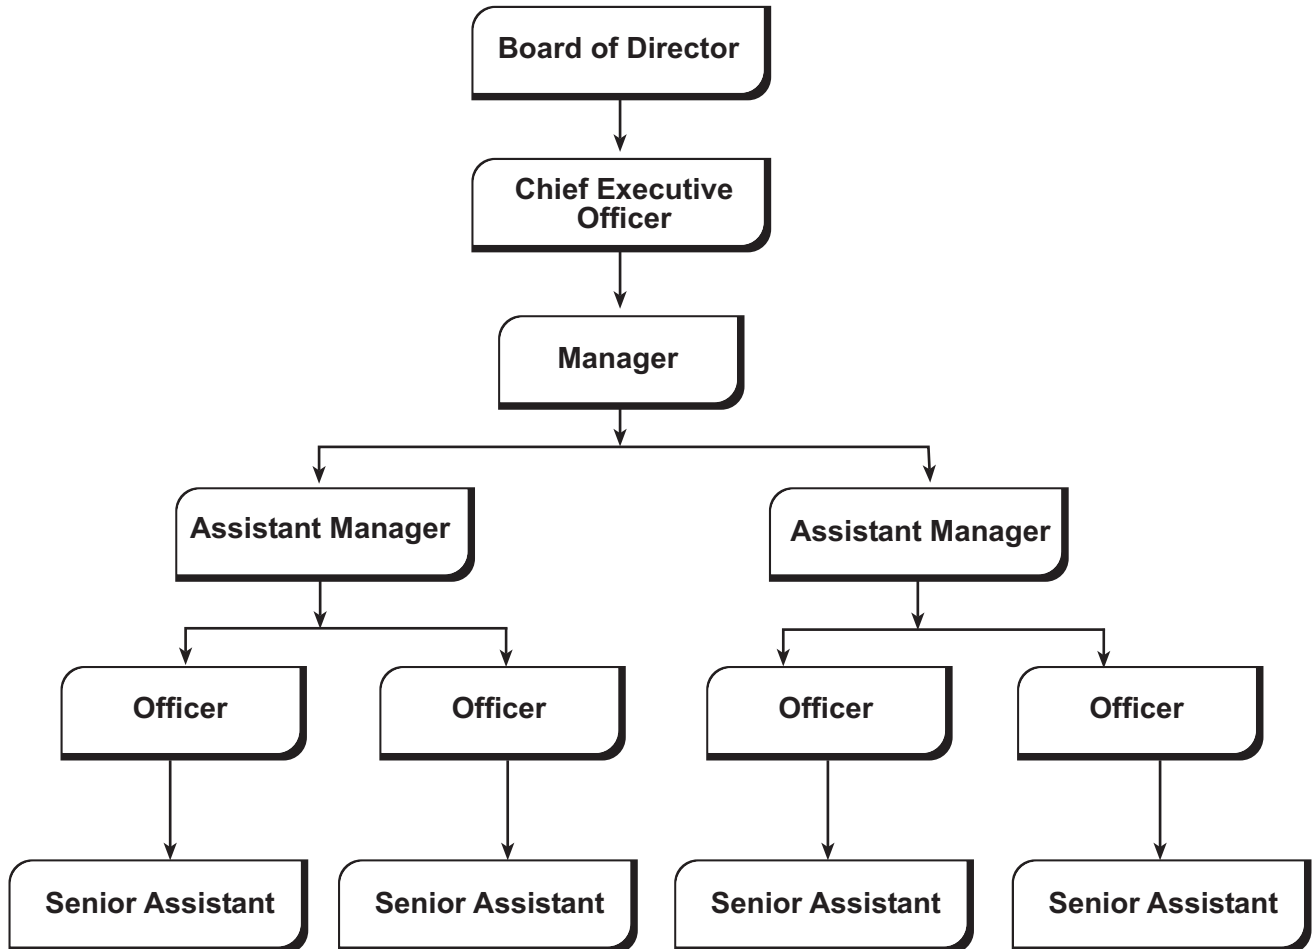 Board of Director
Chief Executive
Officer
Manager
Assistant Manager
Assistant Manager
Officer
Officer
Officer
Officer
Senior Assistant
Senior Assistant
Senior Assistant
Senior Assistant